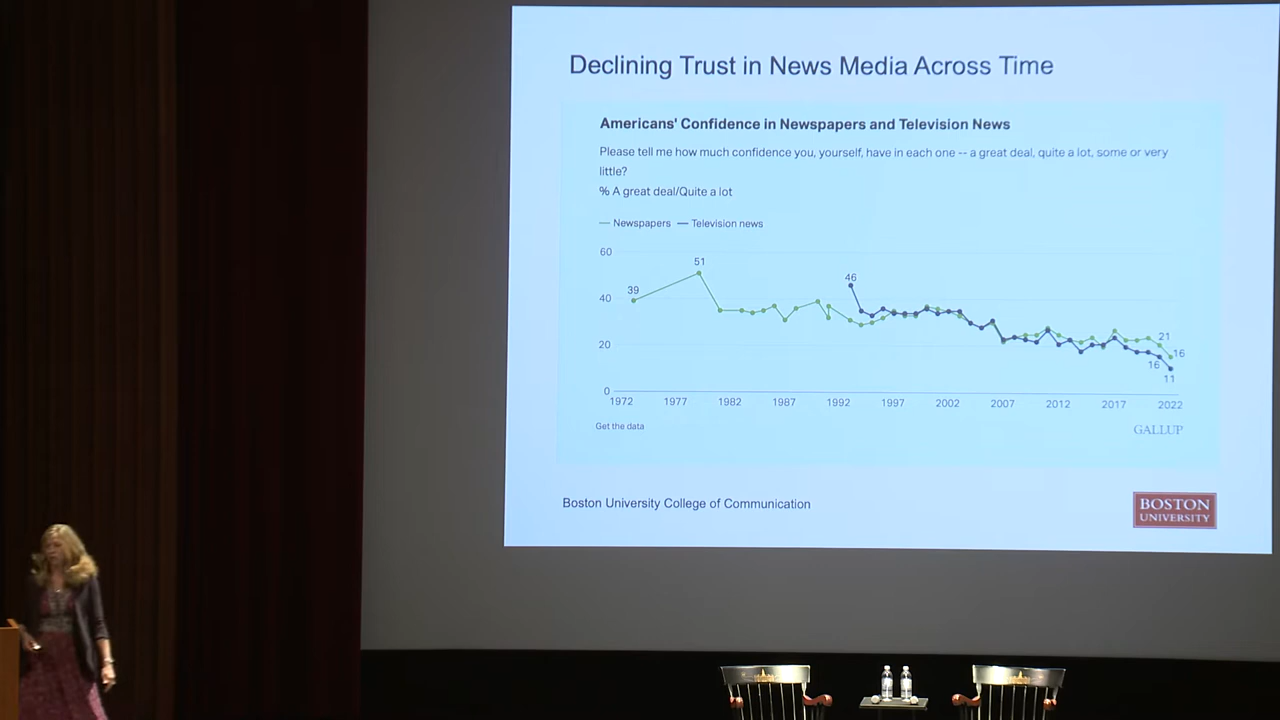 Declining Trust in News Media Across Time
Americans' Confidence in Newspapers and Television News
Please tell me how much confidence you, yourself, have in each one -- a great deal, quite a lot, some or very
little?
% A great deal/Quite a lot
Newspapers Television news
60
51
46
39
40
21
20
16
16
11
0
1972 1977 1982 1987 1992 1997 2002 2007 2012 2017 2022
Get the data
GALLUP
Boston University College of Communication
BOSTON
UNIVERSITY